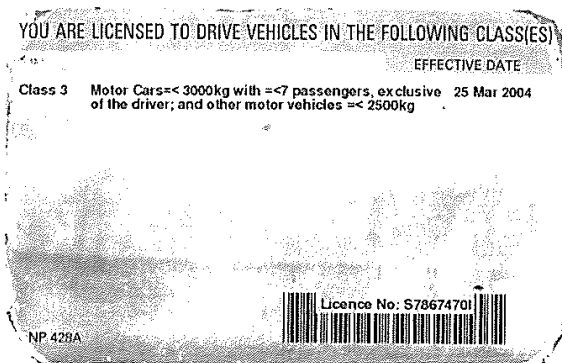 YOU ARE LICENSED TO DRIVE VEHICLES IN THE FOLLOWING CLASS(ES)
EFFECTIVE DATE
Class 3 Motor Cars=< 3000kg with =<7 passengers, exclusive 25 Mar 2004
of the driver; and other motor vehicles =< 2500kg
Licence No: S7867470I
NP 428A